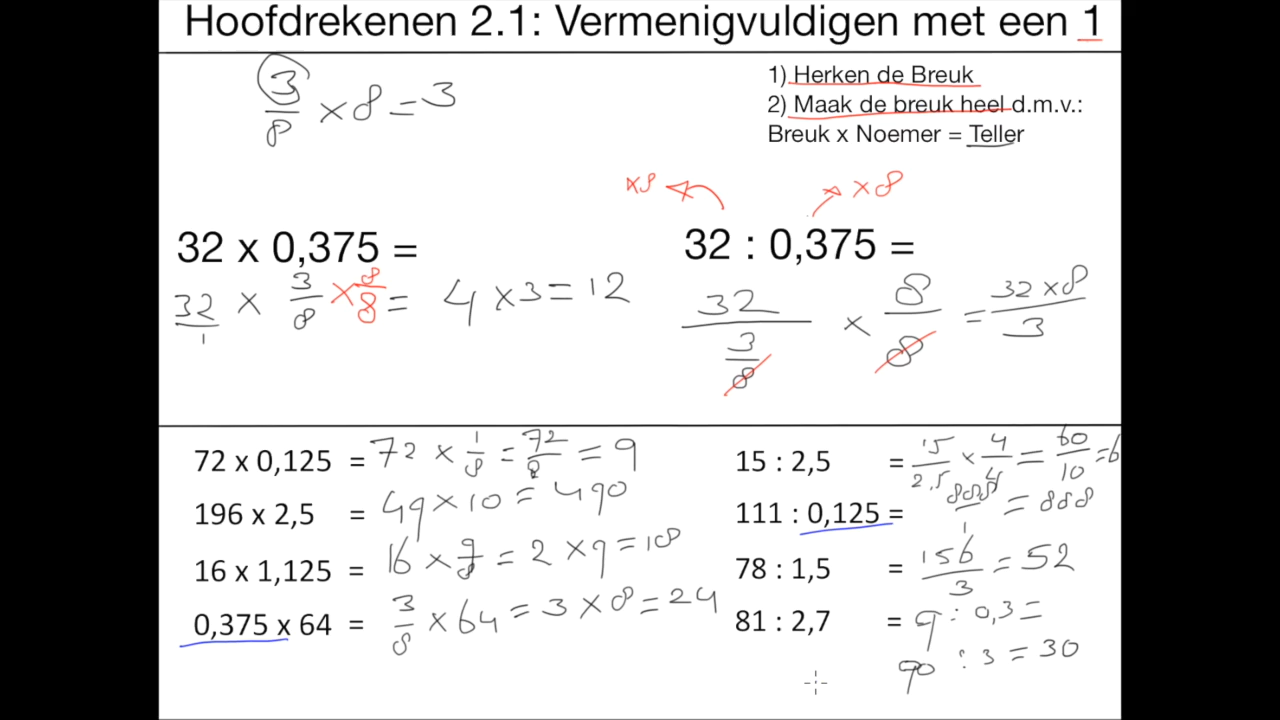 Hoofdrekenen 2.1: Vermenigvuldigen met een 1
3/8 × 8 = 3
1) Herken de Breuk
2) Maak de breuk heel d.m.v.:
Breuk x Noemer = Teller
×8 ×8
32 x 0,375 =
32/1 × 3/8 × 8/8 = 4 × 3 = 12
32 : 0,375 =
32/(3/8) × 8/8 = 32 × 8/3
72 x 0,125 = 72 × 1/8 = 72/8 = 9
196 x 2,5 = 49 × 10 = 490
16 x 1,125 = 16 × 9/8 = 2 × 9 = 18
0,375 x 64 = 3/8 × 64 = 3 × 8 = 24
15 : 2,5 = 15/2,5 × 4/4 = 60/10 = 6
111 : 0,125 = 888/1 = 888
78 : 1,5 = 156/3 = 52
81 : 2,7 = 9 : 0,3 =
90 : 3 = 30